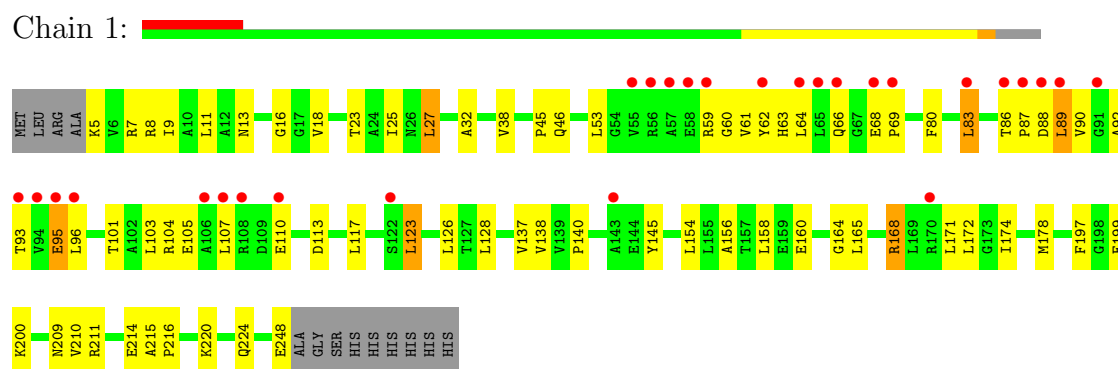 Chain 1:
MET LEU ARG ALA K5 V6 R7 R8 I9 A10 L11 A12 N13 G16 G17 V18 T23 A24 I25 N26 L27 A32 V38 P45 Q46 L53 G54 V55 R56 A57 E58 R59 G60 V61 Y62 H63 L64 L65 Q66 G67 E68 P69 F80 L83 T86 P87 D88 L89 V90 G91 A92
T93 V94 E95 L96 T101 A102 L103 R104 E105 A106 L107 R108 D109 E110 D113 L117 S122 L123 L126 T127 L128 V137 V138 V139 P140 A143 E144 Y145 L154 L155 A156 T157 L158 E159 E160 G164 L165 R168 L169 R170 L171 L172 G173 I174 M178 F197 G198
K200 N209 V210 R211 E214 A215 P216 K220 Q224 E248 ALA GLY SER HIS HIS HIS HIS HIS HIS